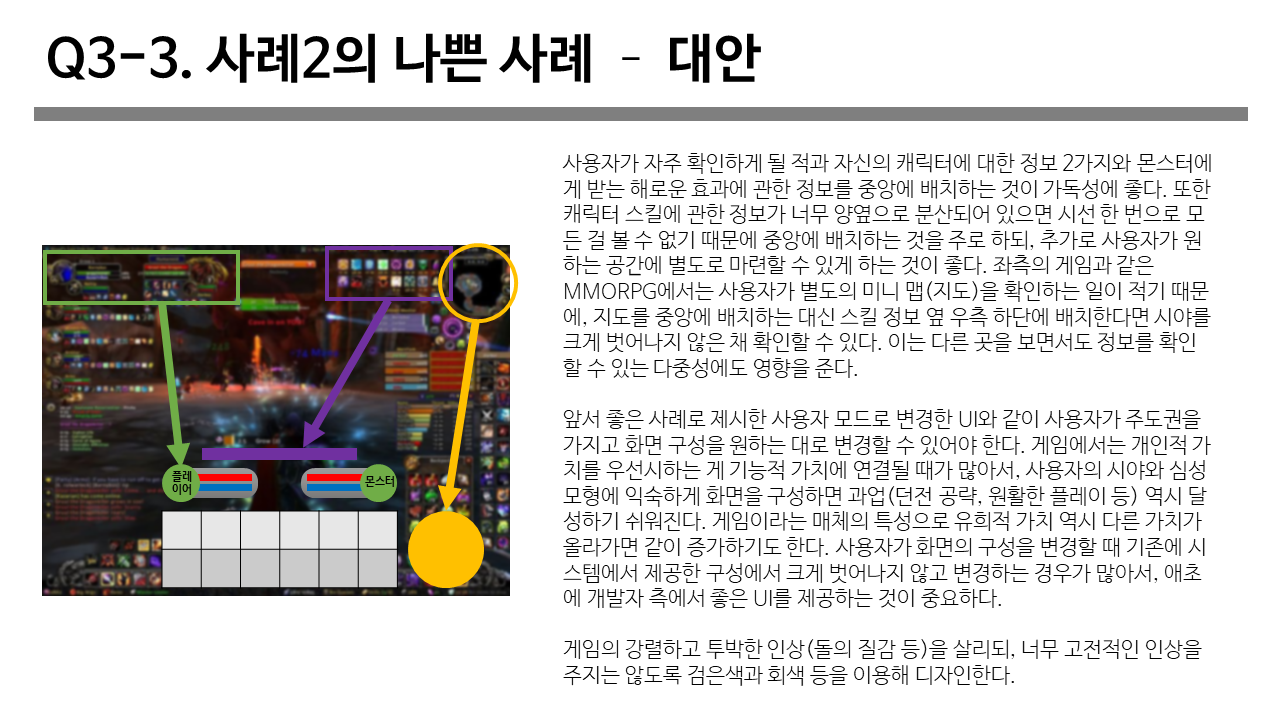 Q3-3. 사례2의 나쁜 사례 - 대안
사용자가 자주 확인하게 될 적과 자신의 캐릭터에 대한 정보 2가지와 몬스터에
게 받는 해로운 효과에 관한 정보를 중앙에 배치하는 것이 가독성에 좋다. 또한
캐릭터 스킬에 관한 정보가 너무 양옆으로 분산되어 있으면 시선 한 번으로 모
든 걸 볼 수 없기 때문에 중앙에 배치하는 것을 주로 하되, 추가로 사용자가 원
하는 공간에 별도로 마련할 수 있게 하는 것이 좋다. 좌측의 게임과 같은
MMORPG에서는 사용자가 별도의 미니 맵(지도)을 확인하는 일이 적기 때문
에, 지도를 중앙에 배치하는 대신 스킬 정보 옆 우측 하단에 배치한다면 시야를
크게 벗어나지 않은 채 확인할 수 있다. 이는 다른 곳을 보면서도 정보를 확인
할 수 있는 다중성에도 영향을 준다.
앞서 좋은 사례로 제시한 사용자 모드로 변경한 UI와 같이 사용자가 주도권을
가지고 화면 구성을 원하는 대로 변경할 수 있어야 한다. 게임에서는 개인적 가
치를 우선시하는 게 기능적 가치에 연결될 때가 많아서, 사용자의 시야와 심성
모형에 익숙하게 화면을 구성하면 과업(던전 공략, 원활한 플레이 등) 역시 달
성하기 쉬워진다. 게임이라는 매체의 특성으로 유희적 가치 역시 다른 가치가
올라가면 같이 증가하기도 한다. 사용자가 화면의 구성을 변경할 때 기존에 시
스템에서 제공한 구성에서 크게 벗어나지 않고 변경하는 경우가 많아서, 애초
에 개발자 측에서 좋은 UI를 제공하는 것이 중요하다.
게임의 강렬하고 투박한 인상(돌의 질감 등)을 살리되, 너무 고전적인 인상을
주지는 않도록 검은색과 회색 등을 이용해 디자인한다.
플레
이어
몬스터